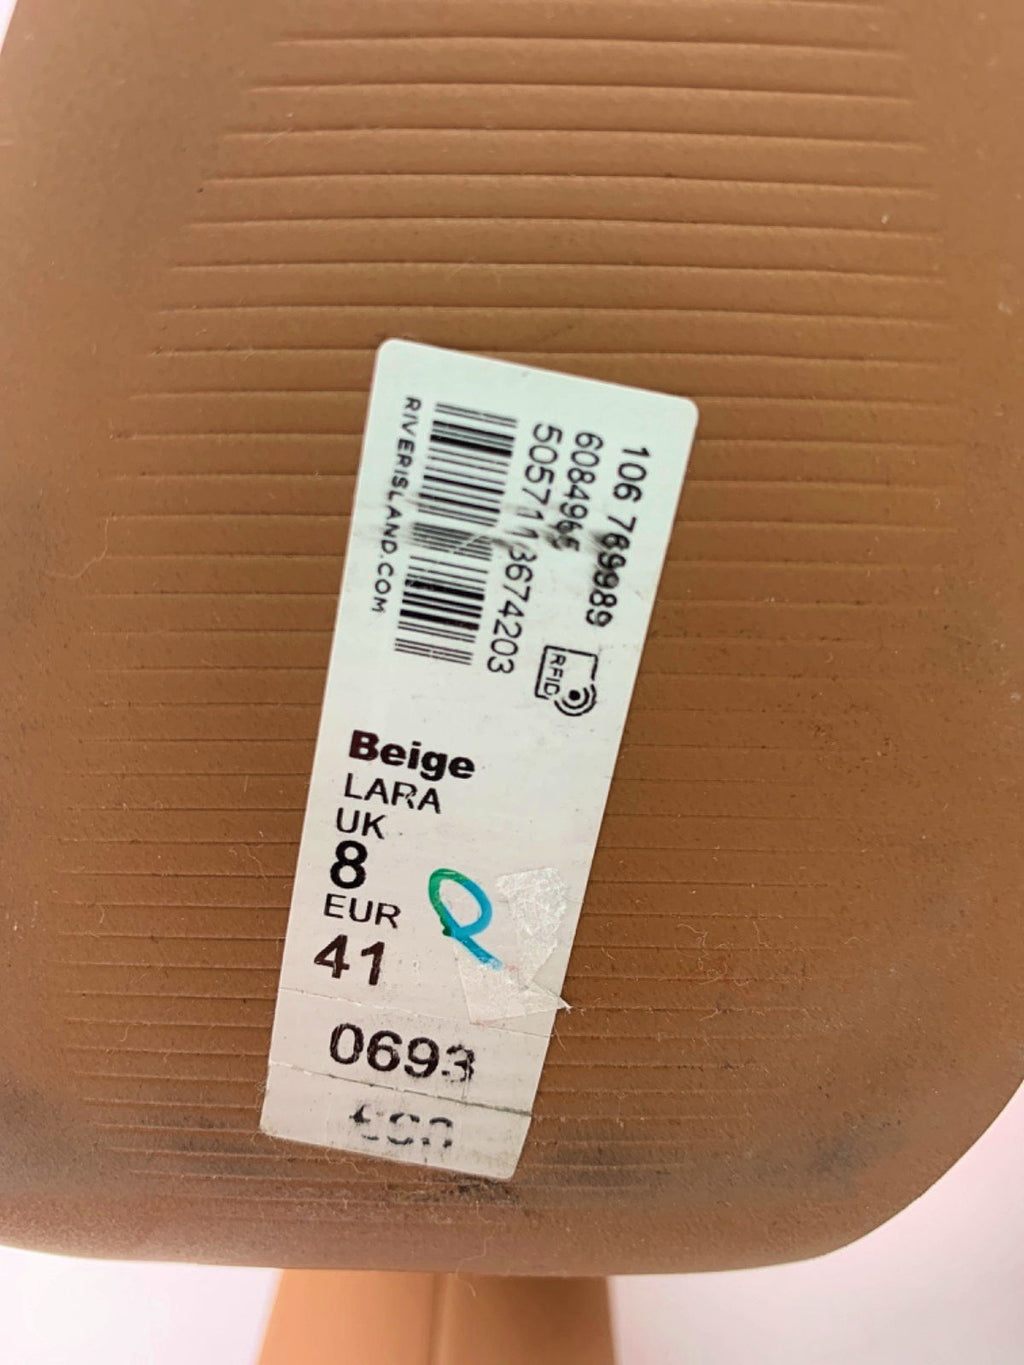 106 769989
6084965
5057113674203
RIVERISLAND.COM
RFID
Beige
LARA
UK
8
EUR
41
0693